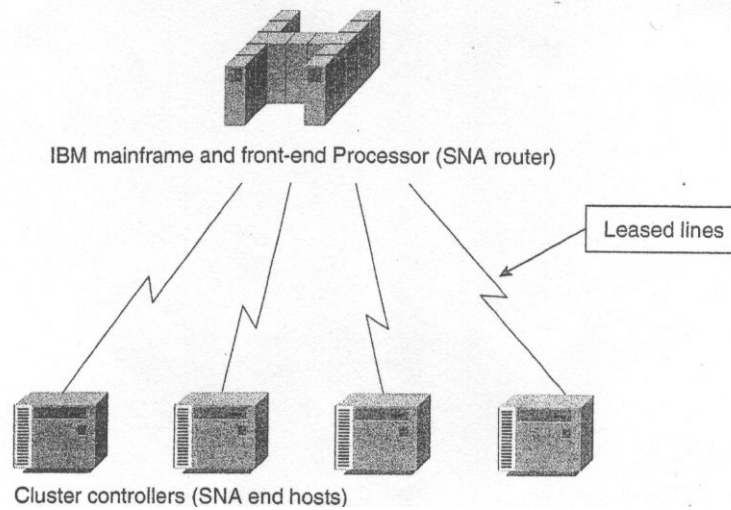 IBM mainframe and front-end Processor (SNA router)
Leased lines
Cluster controllers (SNA end hosts)